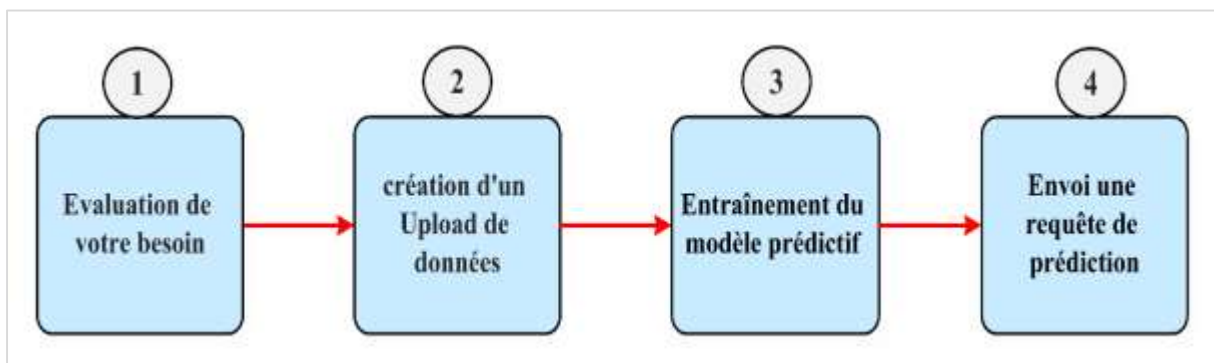 1
Evaluation de
votre besoin
2
création d'un
Upload de
données
3
Entraînement du
modèle prédictif
4
Envoi une
requête de
prédiction